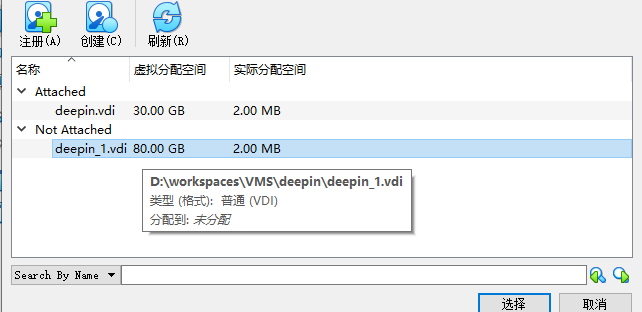 注册(A) 创建(C) 刷新(R)
名称 虚拟分配空间 实际分配空间
Attached
deepin.vdi 30.00 GB 2.00 MB
Not Attached
deepin_1.vdi 80.00 GB 2.00 MB
D:\workspaces\VMS\deepin\deepin_1.vdi
类型 (格式): 普通 (VDI)
分配到: 未分配
Search By Name
选择 取消